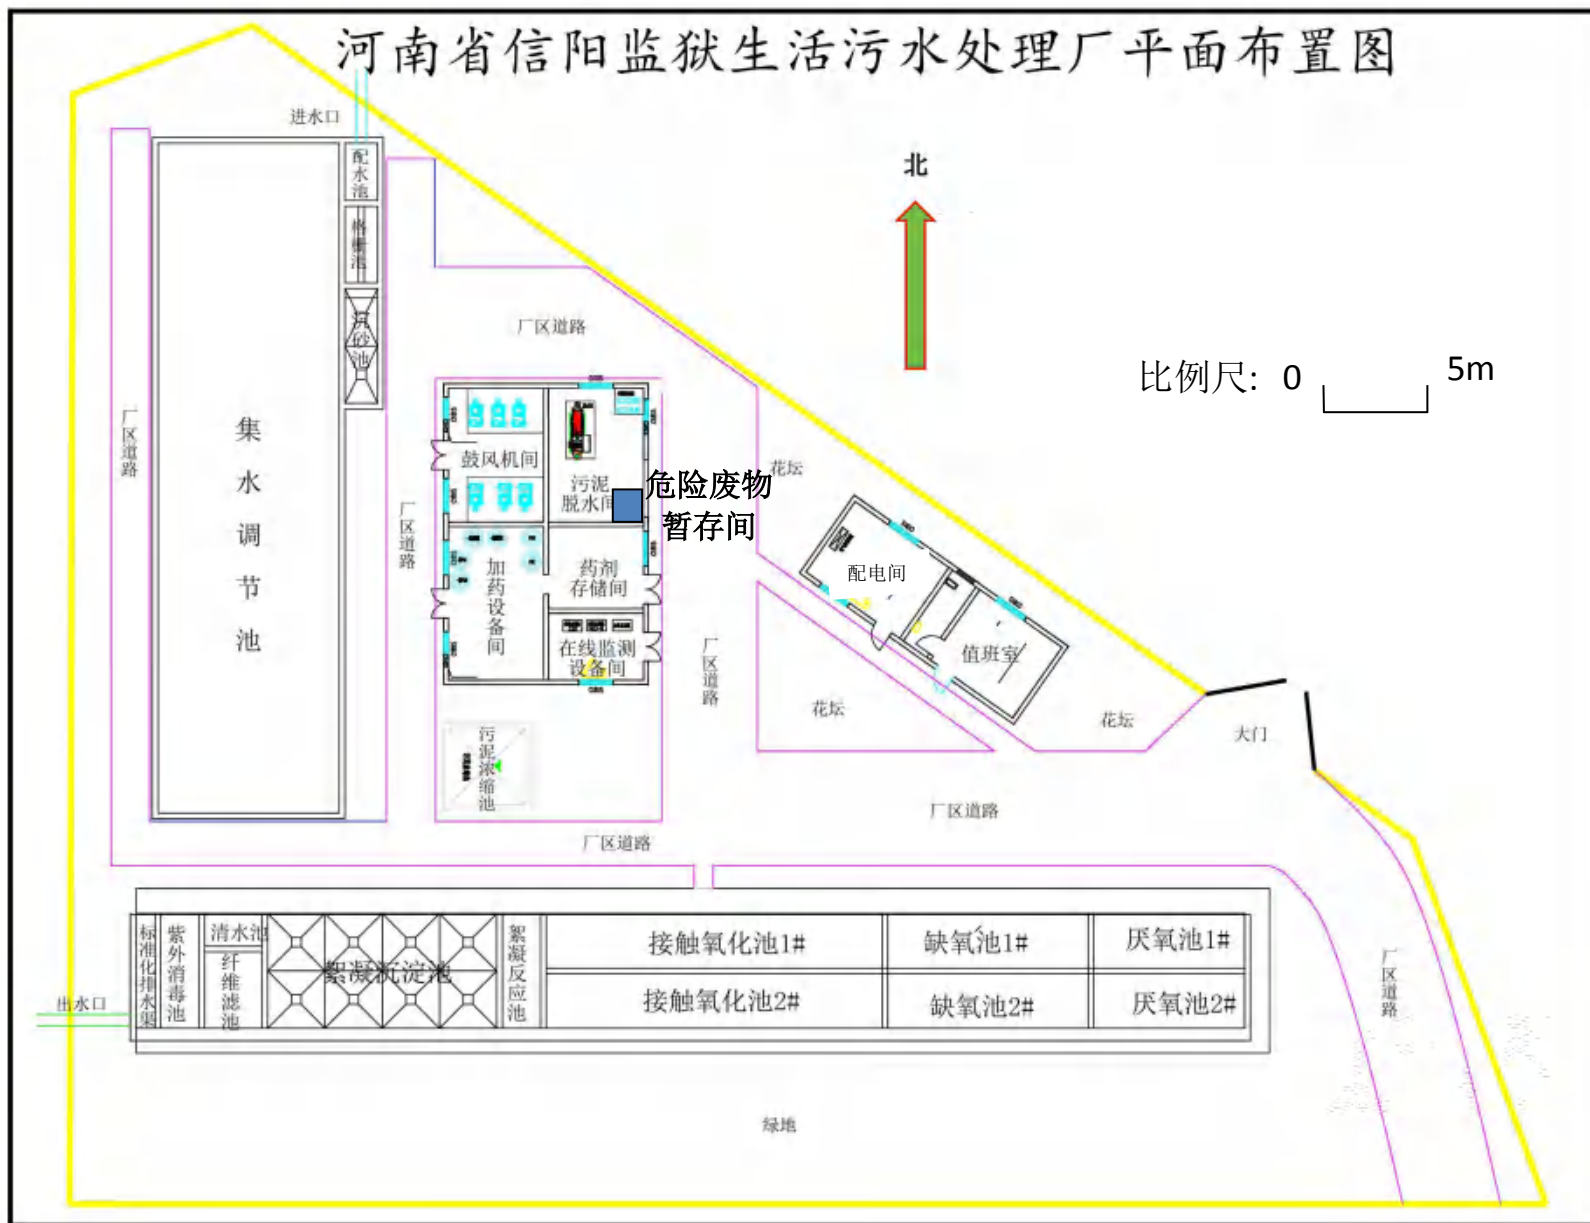 河南省信阳监狱生活污水处理厂平面布置图
进水口
配水池
格栅池
沉砂池
北
比例尺: 0 5m
厂区道路
集水调节池
厂区道路
厂区道路
鼓风机间
污泥
脱水间
危险废物
暂存间
花坛
加药设备间
药剂
存储间
在线监测
设备间
配电间
值班室
厂区道路
花坛
花坛
大门
污泥浓缩池
厂区道路
厂区道路
标准化排水渠
紫外消毒池
清水池
纤维滤池
絮凝沉淀池
絮凝反应池
接触氧化池1#
缺氧池1#
厌氧池1#
接触氧化池2#
缺氧池2#
厌氧池2#
出水口
厂区道路
绿地